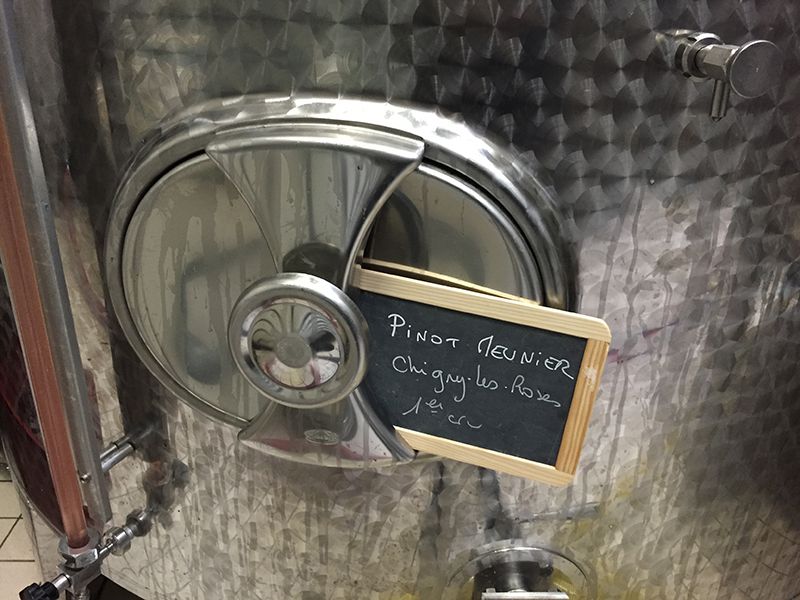 Pinot Meunier
Chigny-les-Roses
1er cru